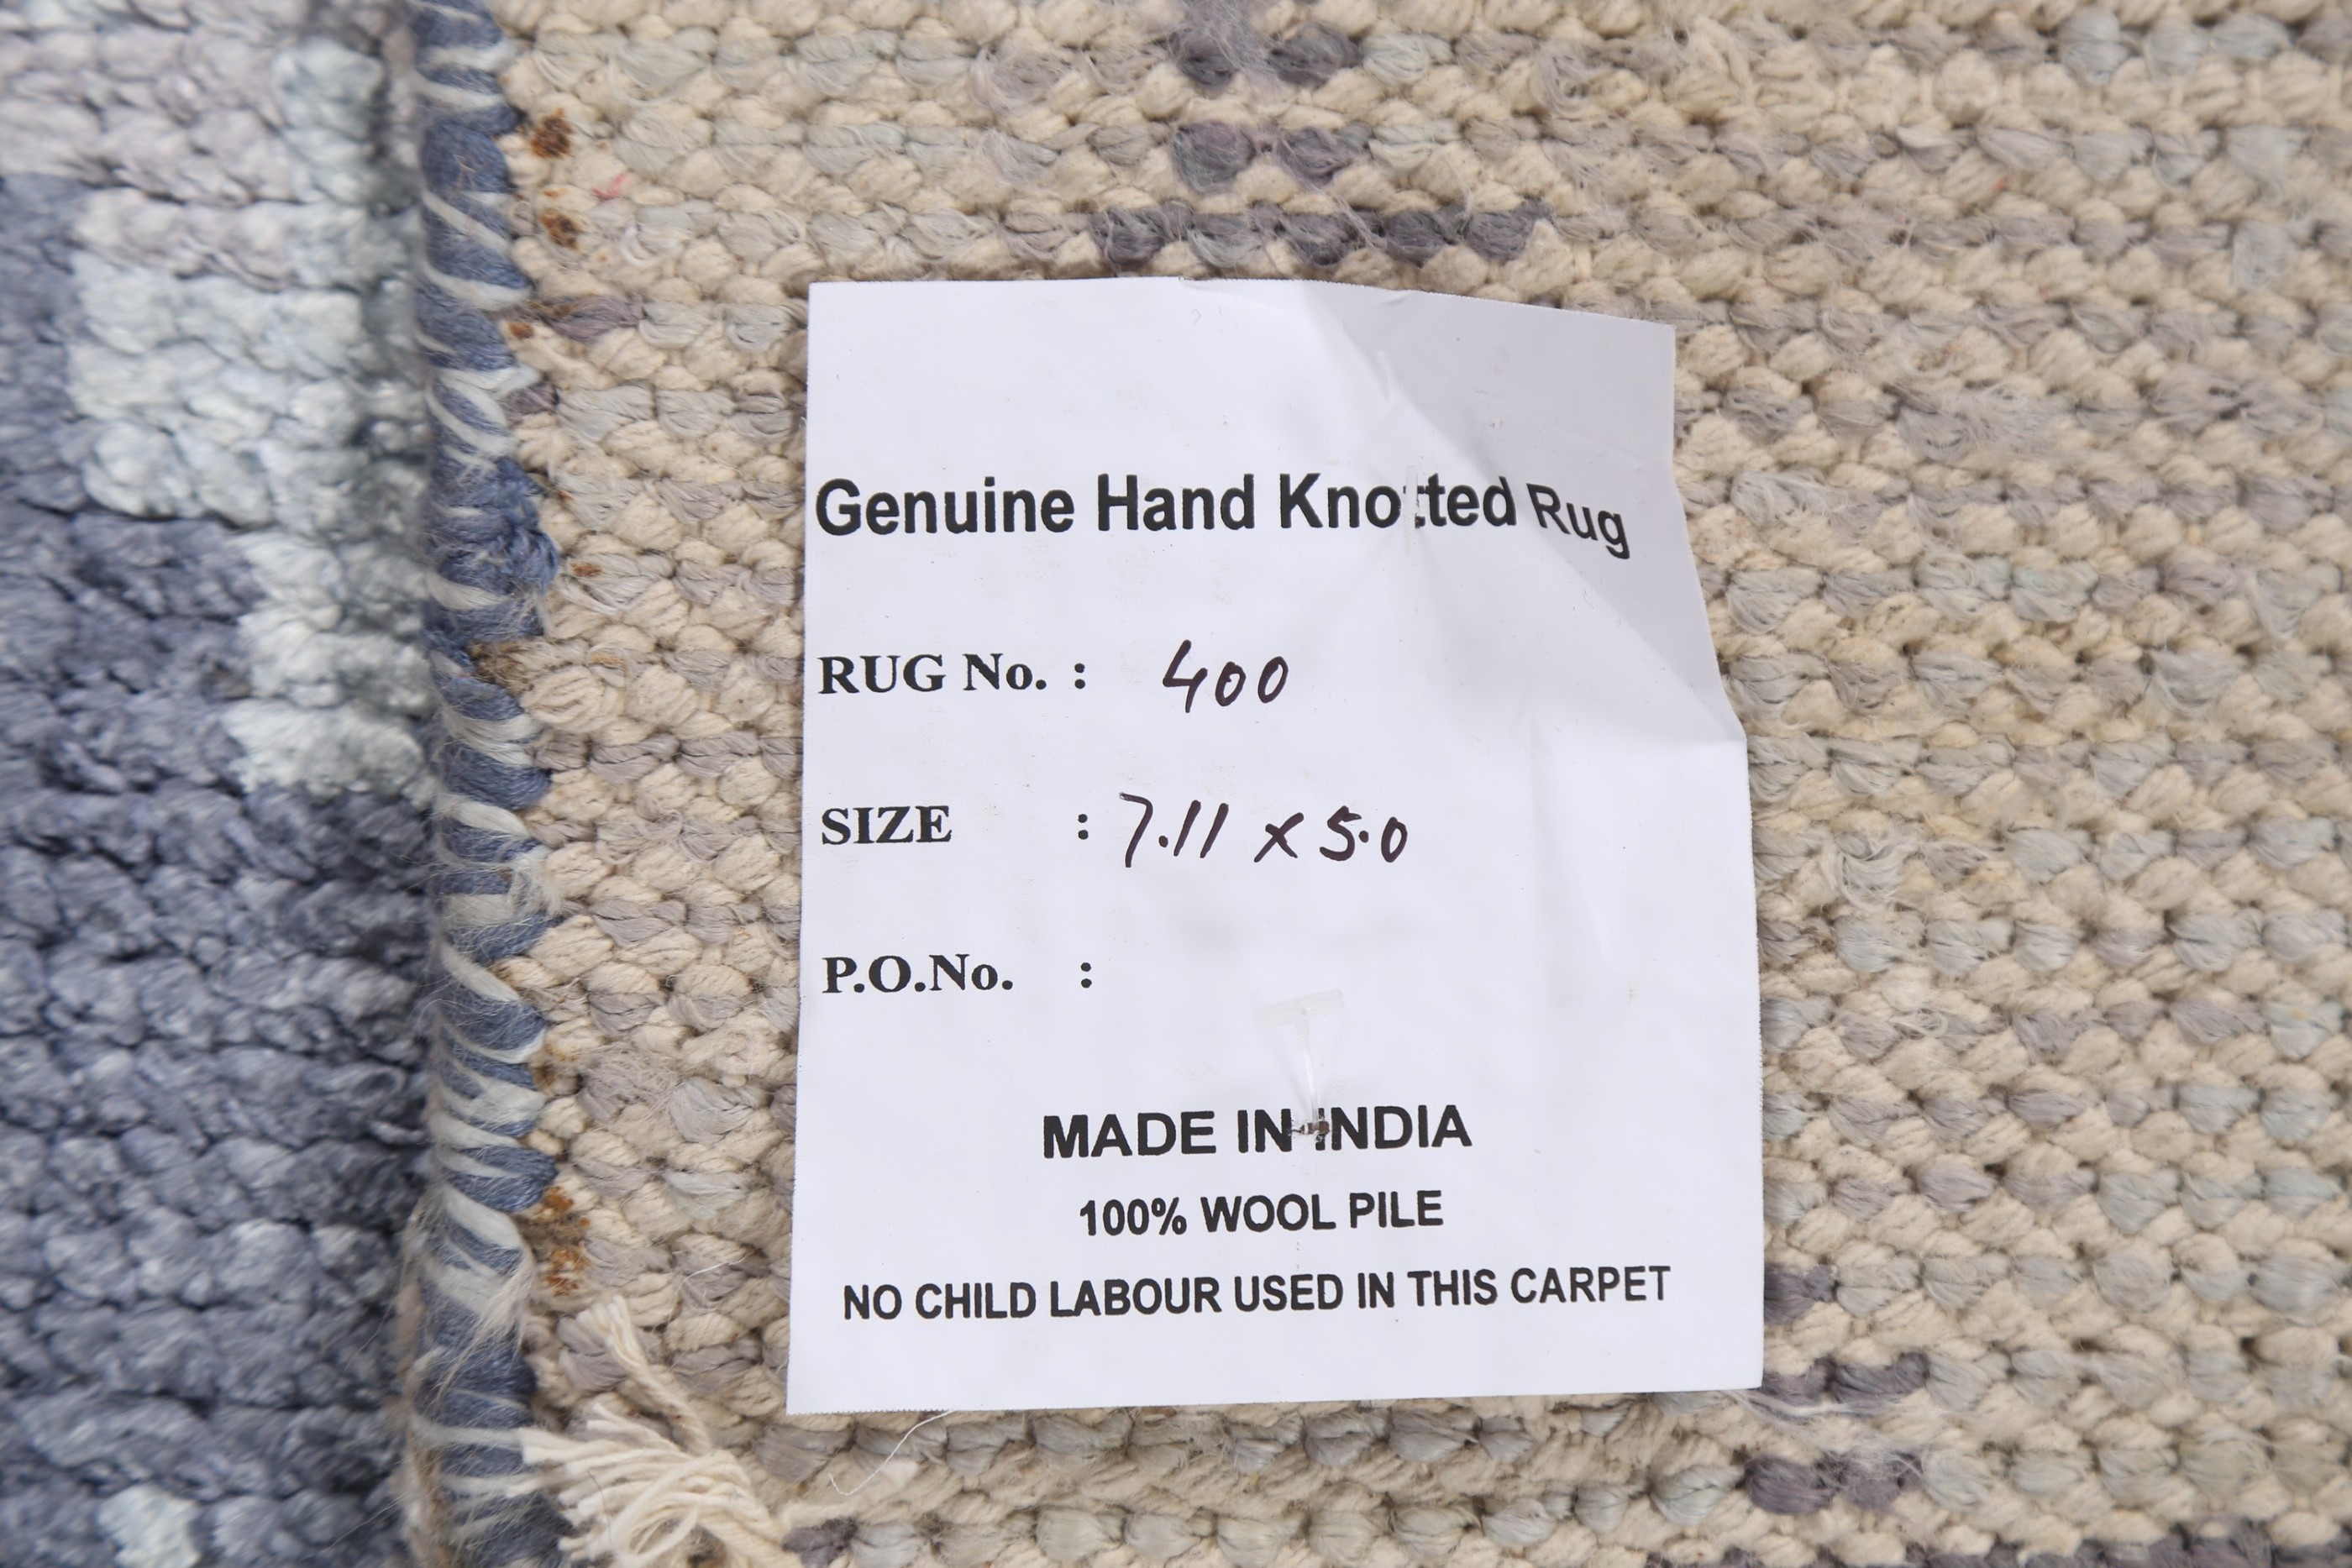 Genuine Hand Knotted Rug
RUG No. : 400
SIZE : 7.11 x 5.0
P.O.No. :
MADE IN INDIA
100% WOOL PILE
NO CHILD LABOUR USED IN THIS CARPET